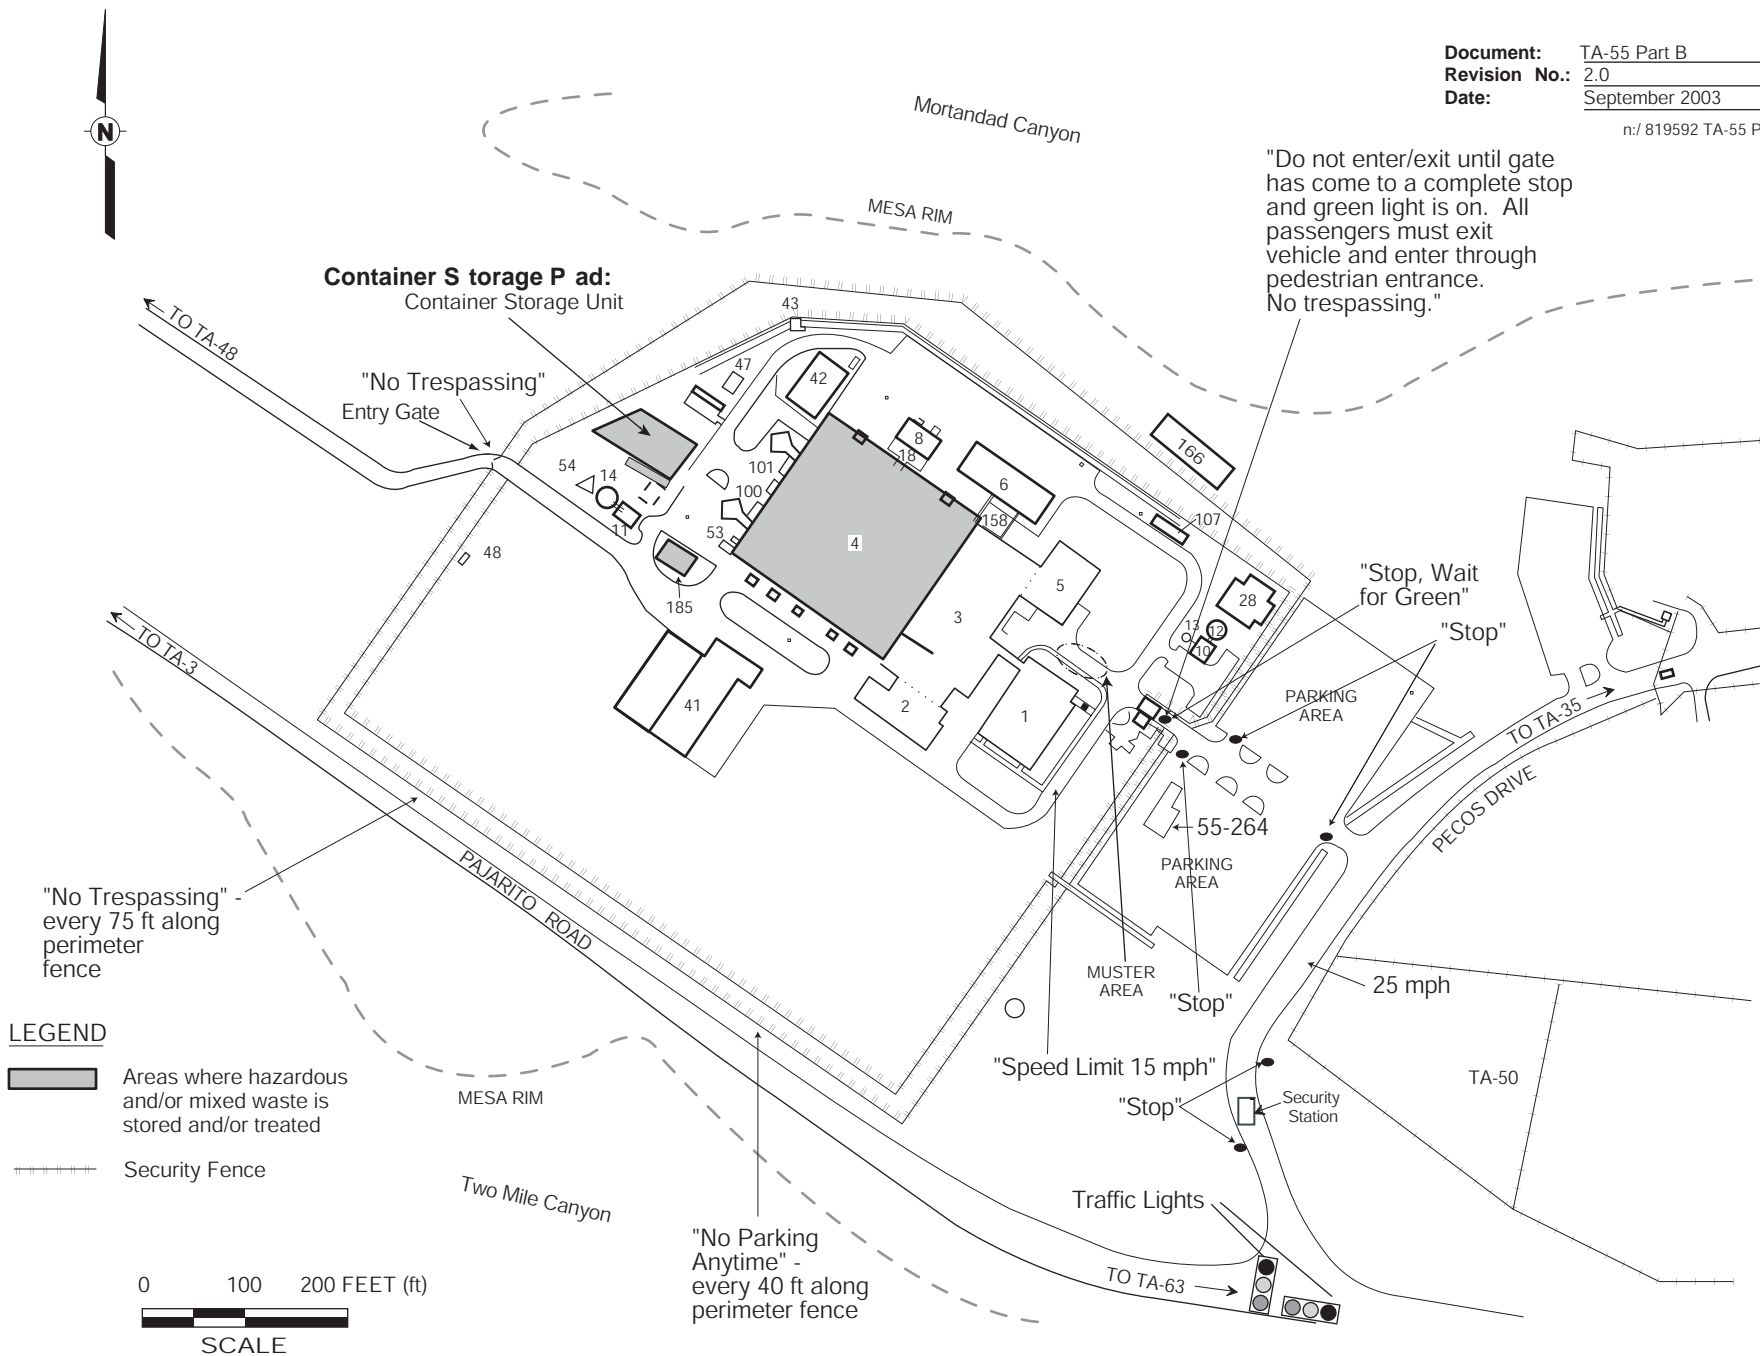 Document: TA-55 Part B
Revision No.: 2.0
Date: September 2003
n:/ 819592 TA-55 P
N
Mortandad Canyon
MESA RIM
"Do not enter/exit until gate
has come to a complete stop
and green light is on. All
passengers must exit
vehicle and enter through
pedestrian entrance.
No trespassing."
Container S torage P ad:
Container Storage Unit
TO TA-48
"No Trespassing"
Entry Gate
43
47
42
8
18
166
101
54
14
100
6
158
107
11
53
4
48
185
5
28
3
13
12
10
"Stop, Wait
for Green"
"Stop"
TO TA-3
41
2
1
PARKING
AREA
TO TA-35
PECOS DRIVE
55-264
PARKING
AREA
PAJARITO ROAD
"No Trespassing" -
every 75 ft along
perimeter
fence
MUSTER
AREA
"Stop"
25 mph
LEGEND
Areas where hazardous
and/or mixed waste is
stored and/or treated
Security Fence
MESA RIM
Two Mile Canyon
"Speed Limit 15 mph"
"Stop"
Security
Station
TA-50
Traffic Lights
"No Parking
Anytime" -
every 40 ft along
perimeter fence
TO TA-63
0 100 200 FEET (ft)
SCALE